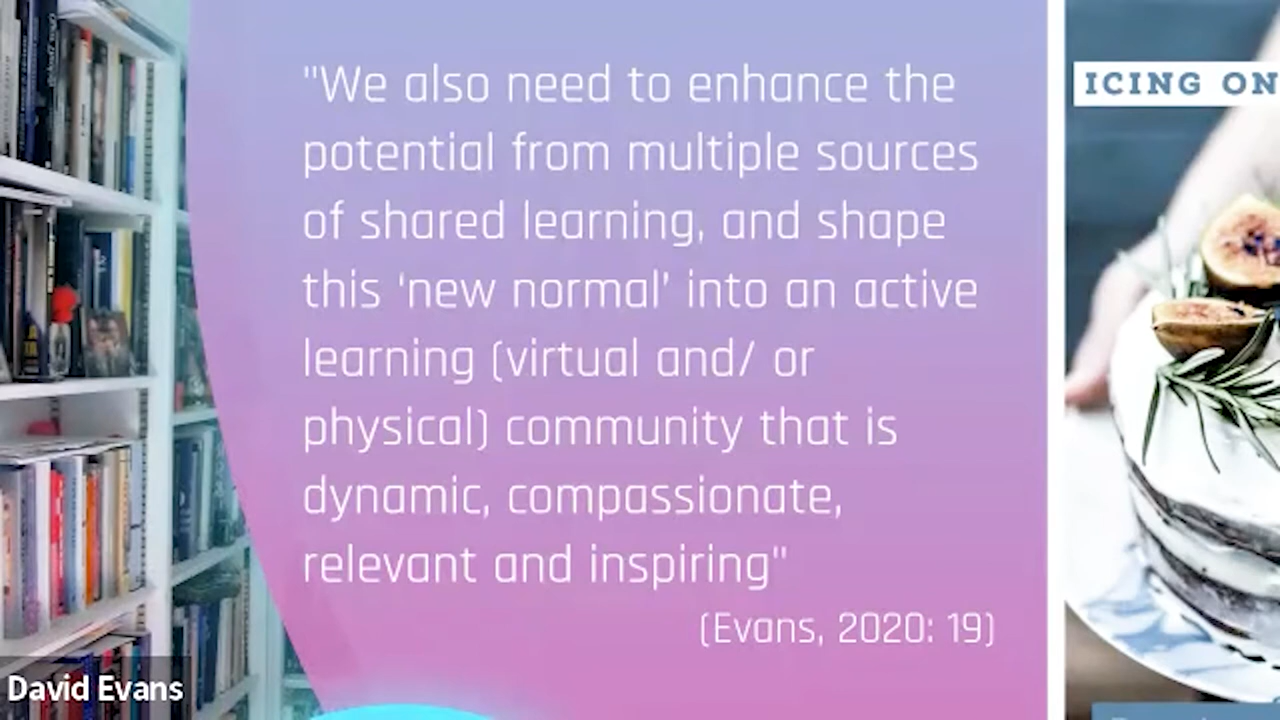 "We also need to enhance the
potential from multiple sources
of shared learning, and shape
this ‘new normal’ into an active
learning (virtual and/ or
physical) community that is
dynamic, compassionate,
relevant and inspiring"
(Evans, 2020: 19)
ICING ON
David Evans